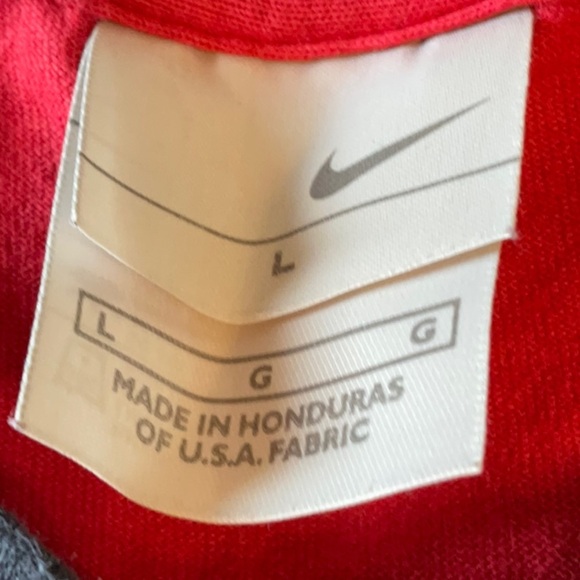 L
L G G
MADE IN HONDURAS
OF U.S.A. FABRIC